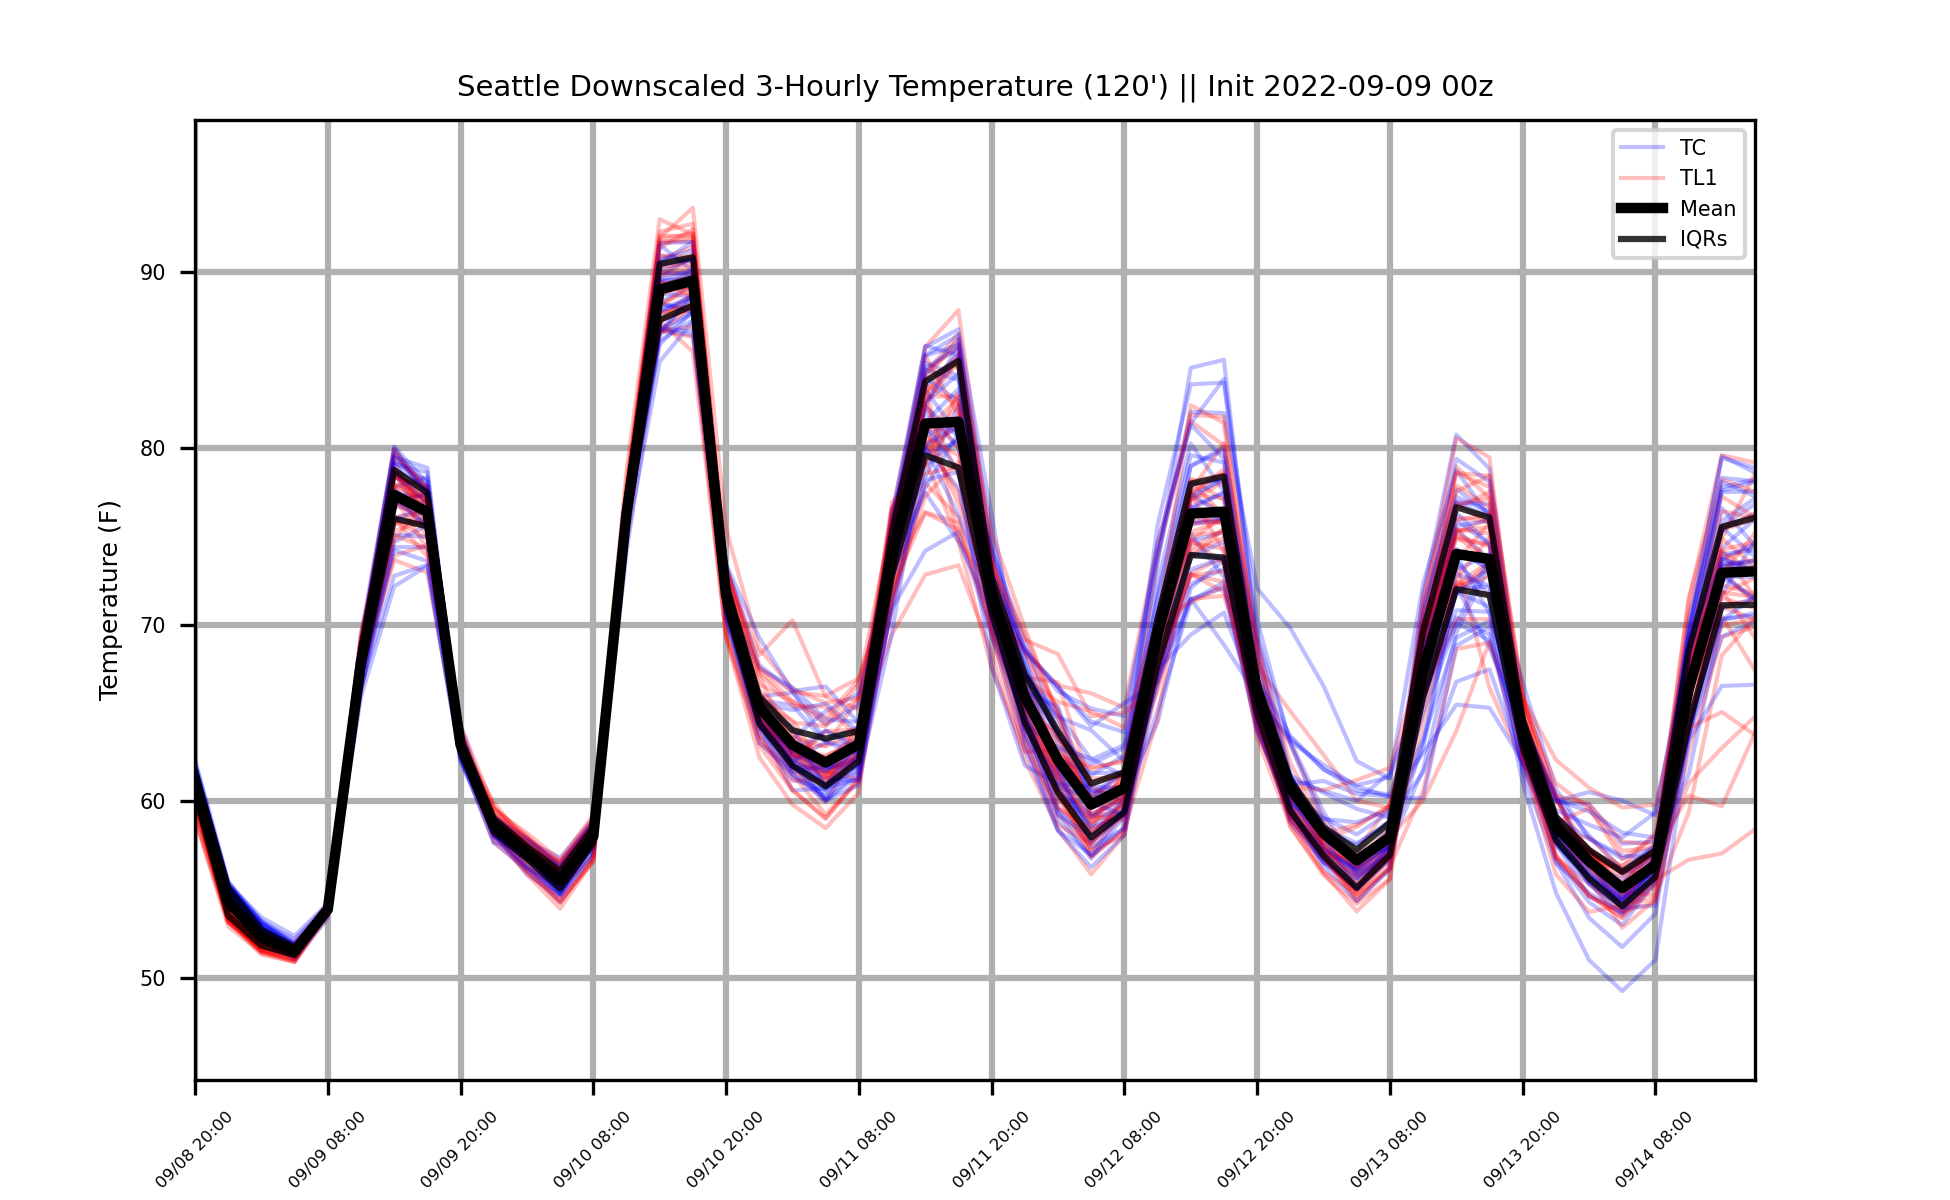 Seattle Downscaled 3-Hourly Temperature (120') || Init 2022-09-09 00z
TC
TL1
Mean
IQRs
Temperature (F)
90
80
70
60
50
09/08 20:00
09/09 08:00
09/09 20:00
09/10 08:00
09/10 20:00
09/11 08:00
09/11 20:00
09/12 08:00
09/12 20:00
09/13 08:00
09/13 20:00
09/14 08:00